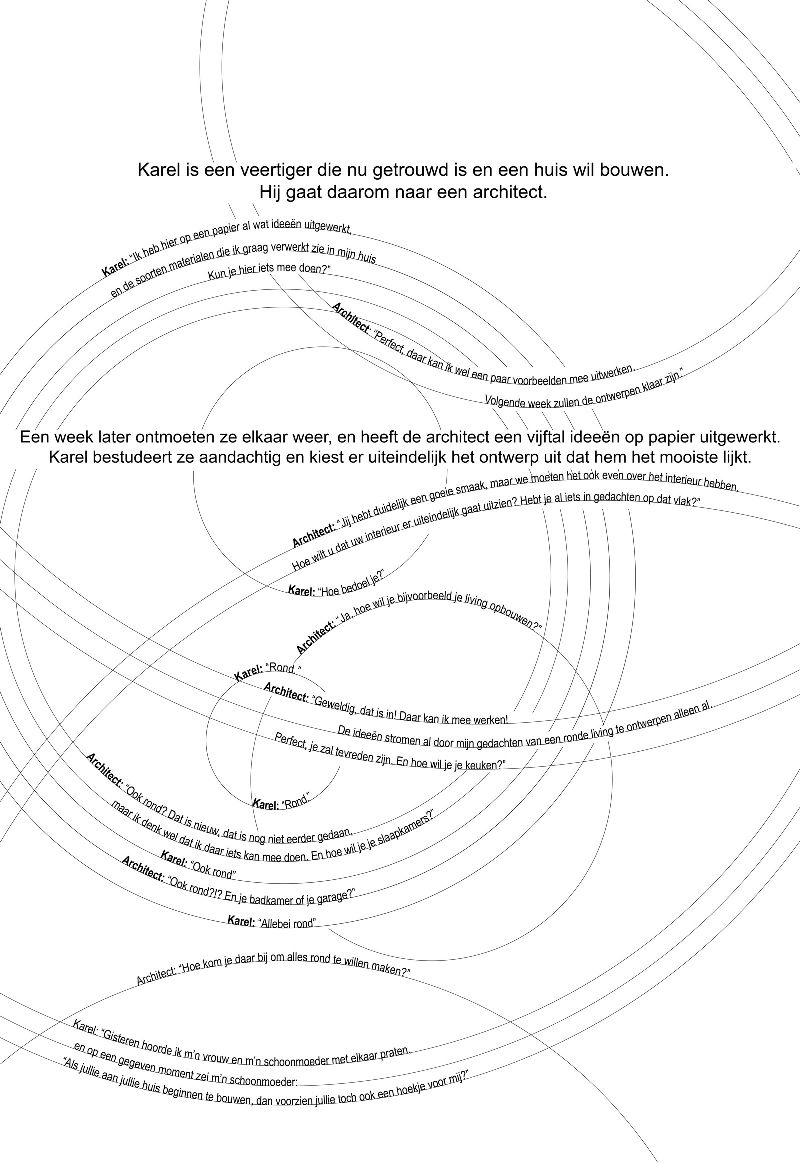 Karel is een veertiger die nu getrouwd is en een huis wil bouwen.
Hij gaat daarom naar een architect.
Karel: “Ik heb hier op een papier al wat ideeën uitgewerkt,
en de soorten materialen die ik graag verwerkt zie in mijn huis
Kun je hier iets mee doen?”
Architect: “Perfect, daar kan ik wel een paar voorbeelden mee uitwerken.
Volgende week zullen de ontwerpen klaar zijn.”
Een week later ontmoeten ze elkaar weer, en heeft de architect een vijftal ideeën op papier uitgewerkt.
Karel bestudeert ze aandachtig en kiest er uiteindelijk het ontwerp uit dat hem het mooiste lijkt.
Architect: “Jij hebt duidelijk een goeie smaak, maar we moeten het ook even over het interieur hebben,
Hoe wilt u dat uw interieur er uiteindelijk gaat uitzien? Hebt je al iets in gedachten op dat vlak?”
Karel: “Hoe bedoel je?”
Architect: “Ja, hoe wil je bijvoorbeeld je living opbouwen?”
Karel: “Rond.”
Architect: “Geweldig, dat is in! Daar kan ik mee werken!
De ideeën stromen al door mijn gedachten van een ronde living te ontwerpen alleen al.
Perfect, je zal tevreden zijn. En hoe wil je je keuken?”
Karel: “Rond”
Architect: “Ook rond? Dat is nieuw, dat is nog niet eerder gedaan,
maar ik denk wel dat ik daar iets kan mee doen. En hoe wil je je slaapkamers?”
Karel: “Ook rond”
Architect: “Ook rond?!? En je badkamer of je garage?”
Karel: “Allebei rond”
Architect: “Hoe kom je daar bij om alles rond te willen maken?”
Karel: “Gisteren hoorde ik m'n vrouw en m'n schoonmoeder met elkaar praten,
en op een gegeven moment zei m'n schoonmoeder:
“Als jullie aan jullie huis beginnen te bouwen, dan voorzien jullie toch ook een hoekje voor mij?”